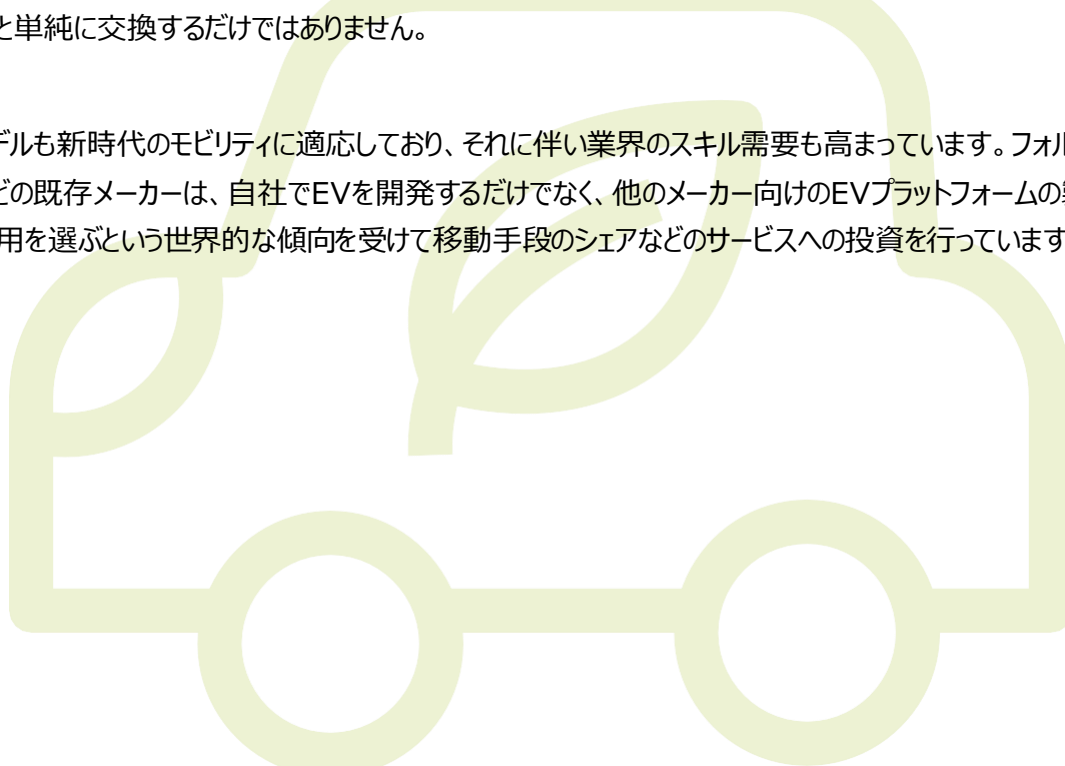 と単純に交換するだけではありません。
デルも新時代のモビリティに適応しており、それに伴い業界のスキル需要も高まっています。フォル
どの既存メーカーは、自社でEVを開発するだけでなく、他のメーカー向けのEVプラットフォームの
用を選ぶという世界的な傾向を受けて移動手段のシェアなどのサービスへの投資を行っています